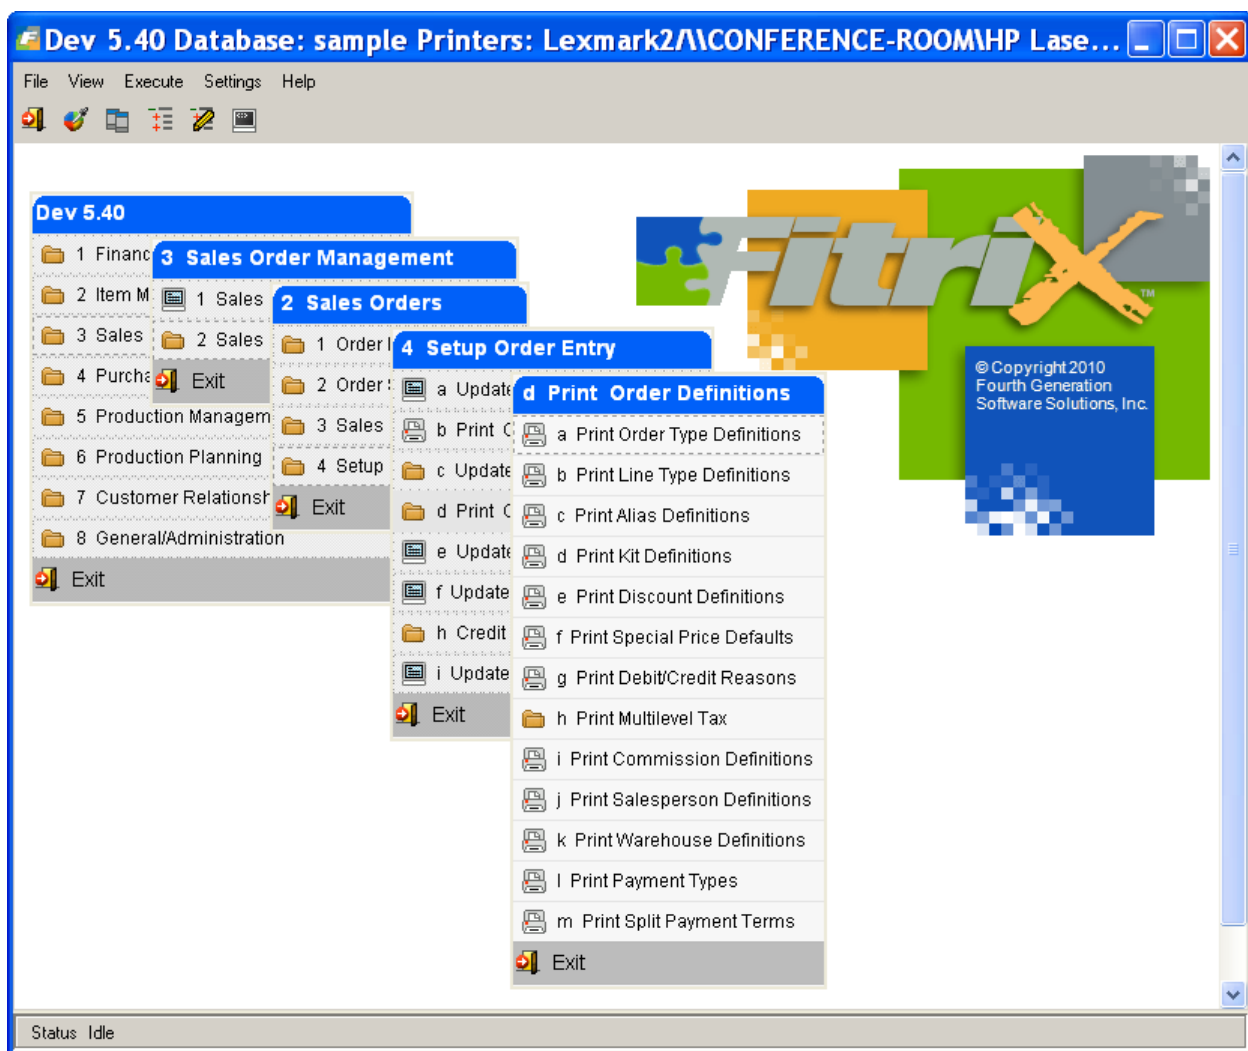 Dev 5.40 Database: sample Printers: Lexmark2/\\CONFERENCE-ROOM\HP Lase...
File View Execute Settings Help
Dev 5.40
1 Financ
2 Item M
3 Sales
4 Purcha
5 Production Managem
6 Production Planning
7 Customer Relationsh
8 General/Administration
Exit
3 Sales Order Management
1 Sales
2 Sales
Exit
2 Sales Orders
1 Order
2 Order
3 Sales
4 Setup
Exit
4 Setup Order Entry
a Update
b Print
c Update
d Print
e Update
f Update
h Credit
i Update
Exit
d Print Order Definitions
a Print Order Type Definitions
b Print Line Type Definitions
c Print Alias Definitions
d Print Kit Definitions
e Print Discount Definitions
f Print Special Price Defaults
g Print Debit/Credit Reasons
h Print Multilevel Tax
i Print Commission Definitions
j Print Salesperson Definitions
k Print Warehouse Definitions
l Print Payment Types
m Print Split Payment Terms
Exit
FitriX
TM
© Copyright 2010
Fourth Generation
Software Solutions, Inc.
Status Idle